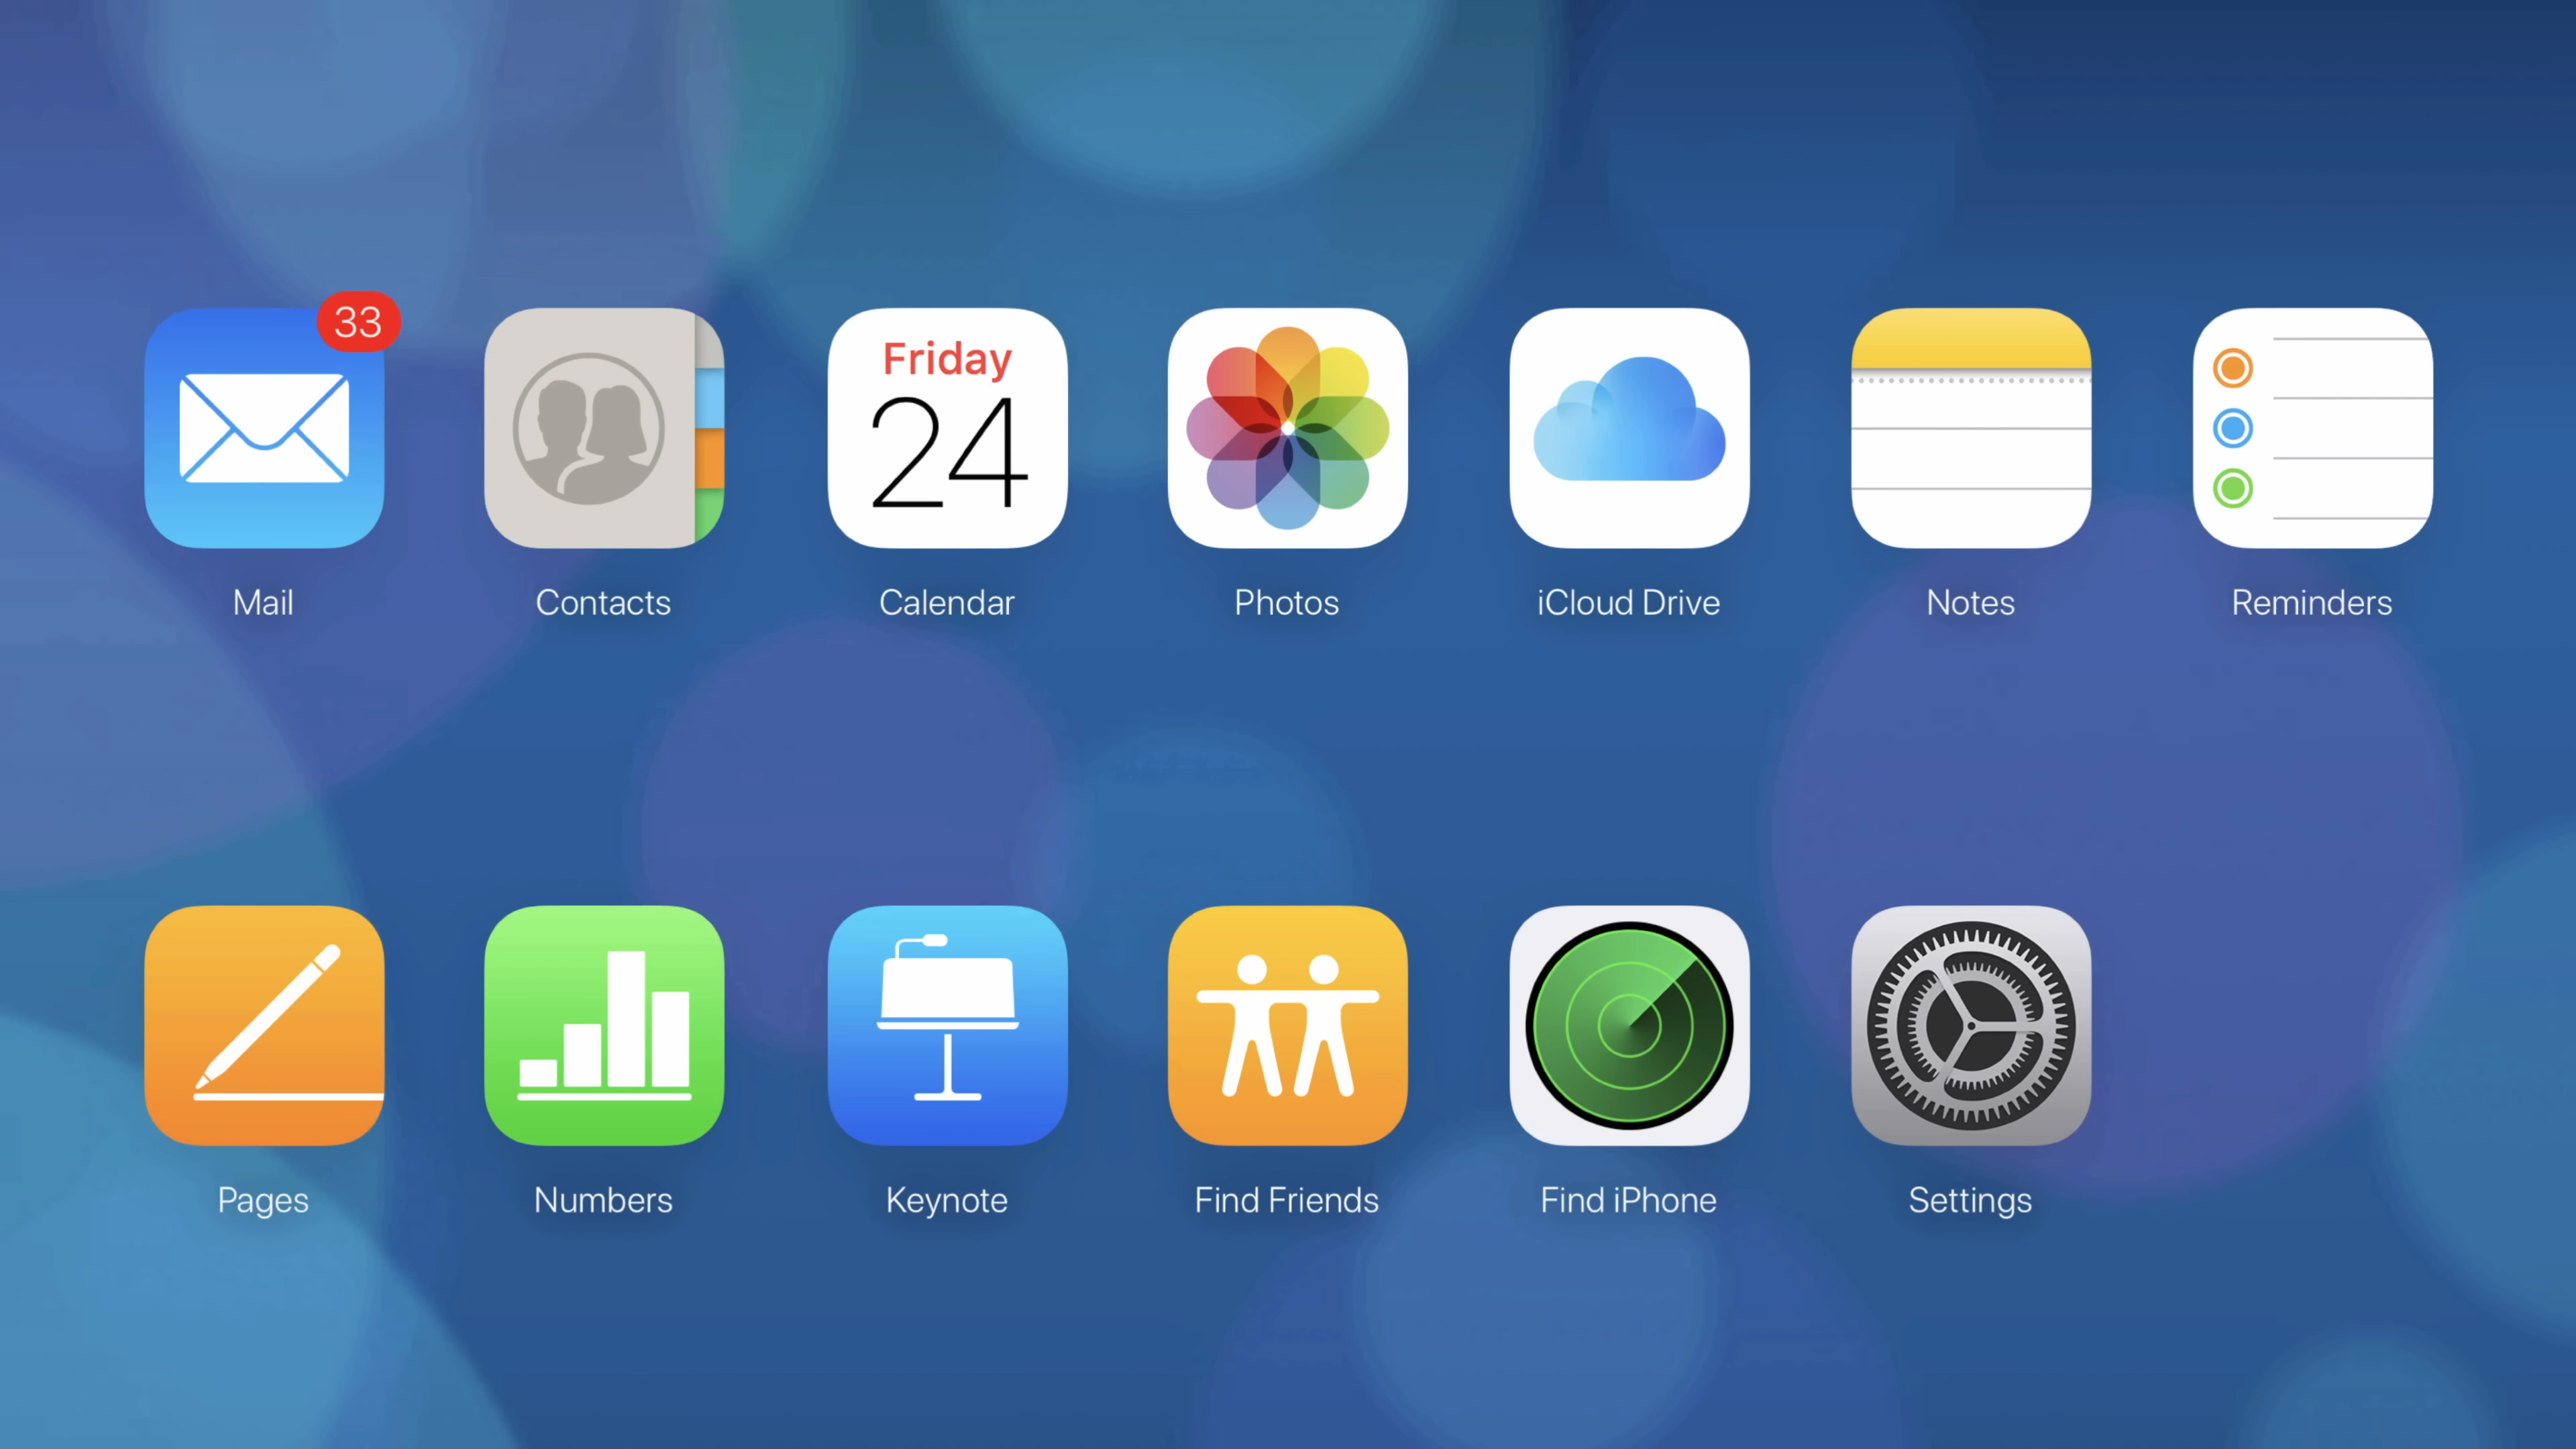 33
Friday
24
Mail
Contacts
Calendar
Photos
iCloud Drive
Notes
Reminders
Pages
Numbers
Keynote
Find Friends
Find iPhone
Settings